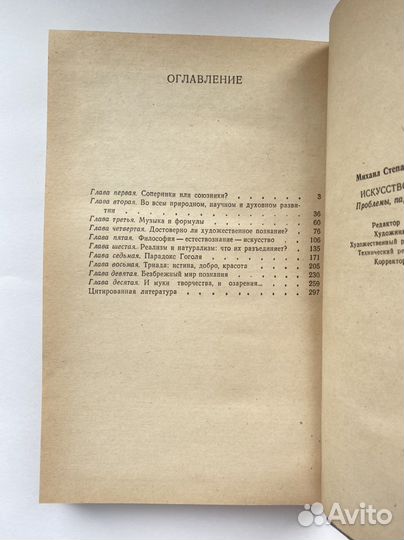 ОГЛАВЛЕНИЕ
Глава первая. Соперники или союзники? 3
Глава вторая. Во всем природном, научном и духовном разви-
тии 36
Глава третья. Музыка и формулы 60
Глава четвертая. Достоверно ли художественное познание? 76
Глава пятая. Философия — естествознание — искусство 106
Глава шестая. Реализм и натурализм: что их разъединяет? 135
Глава седьмая. Парадокс Гоголя 171
Глава восьмая. Триада: истина, добро, красота 205
Глава девятая. Безбрежный мир познания 230
Глава десятая. И муки творчества, и озарения... 259
Цитированная литература 297
Михаил Степа
ИСКУССТВО
Проблемы, па
Редактор
Художник
Художественный р
Технический ре
Корректор
Avito